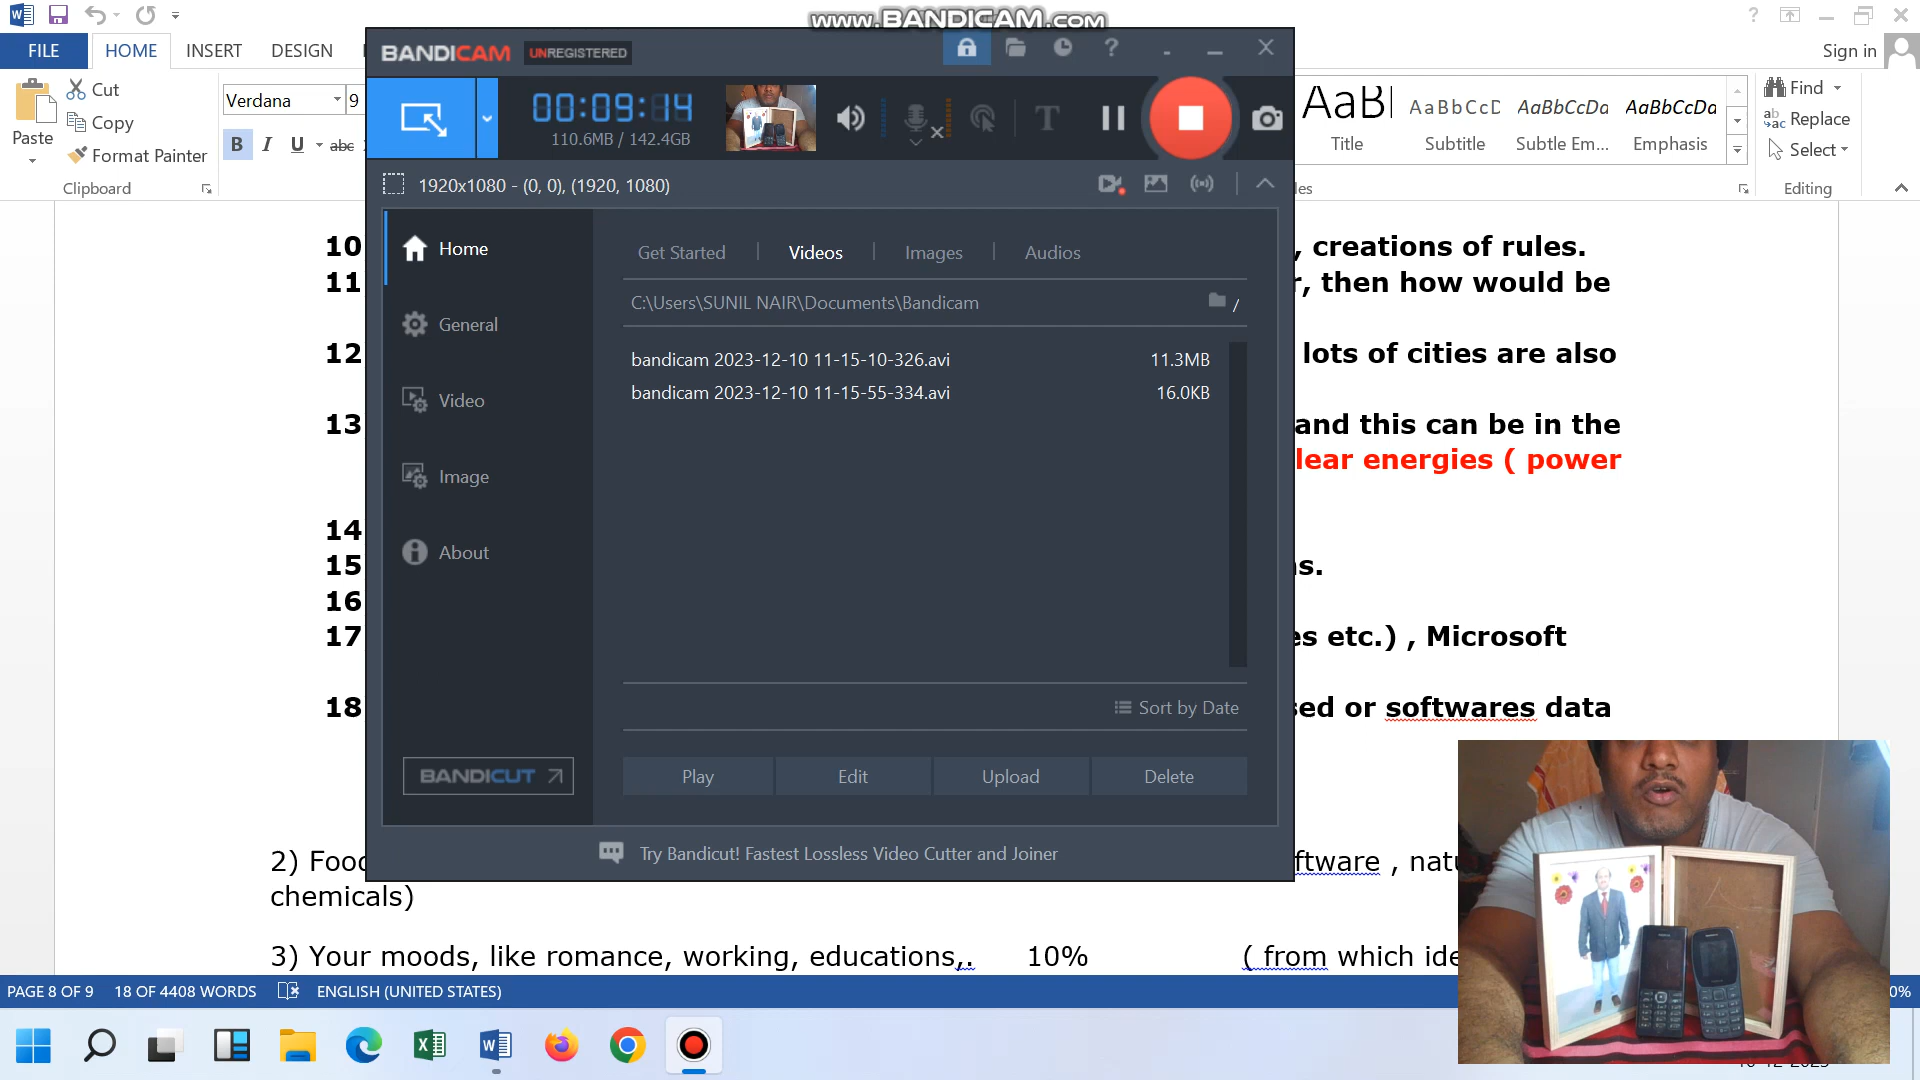 www.BANDICAM.COM
FILE HOME INSERT DESIGN
Sign in
Cut
Copy
Paste
Format Painter
Clipboard
Verdana 9
B I U abc
BANDICAM UNREGISTERED
00:09:14
110.6MB / 142.4GB
1920x1080 - (0, 0), (1920, 1080)
AaBl AaBbCcD AaBbCcDa AaBbCcDa
Title Subtitle Subtle Em... Emphasis
Find
Replace
Select
Editing
les
Home
General
Video
Image
About
BANDICUT
Get Started Videos Images Audios
C:\Users\SUNIL NAIR\Documents\Bandicam /
bandicam 2023-12-10 11-15-10-326.avi 11.3MB
bandicam 2023-12-10 11-15-55-334.avi 16.0KB
Sort by Date
Play Edit Upload Delete
Try Bandicut! Fastest Lossless Video Cutter and Joiner
10 , creations of rules.
11 r, then how would be
12 lots of cities are also
13 and this can be in the
lear energies ( power
14
15 ns.
16
17 es etc.) , Microsoft
18 sed or softwares data
2) Food ftware , natu
chemicals)
3) Your moods, like romance, working, educations,. 10% ( from which ide
PAGE 8 OF 9 18 OF 4408 WORDS ENGLISH (UNITED STATES) 0%